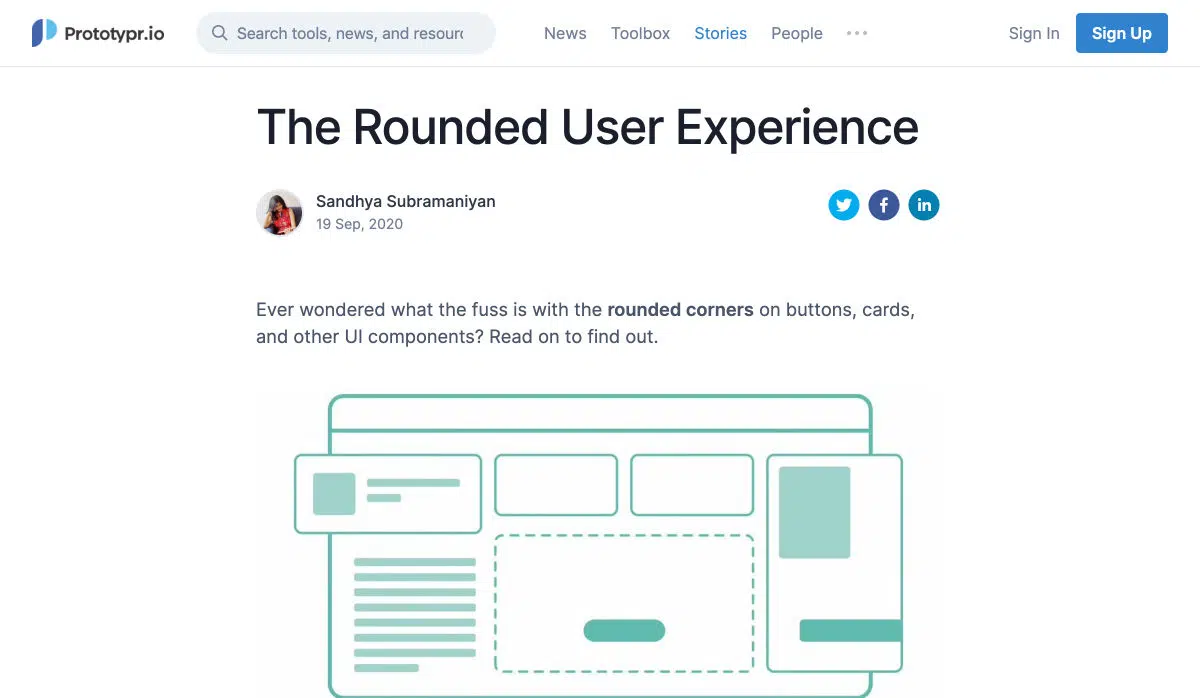 Prototypr.io
Search tools, news, and resour
News
Toolbox
Stories
People
Sign In
Sign Up
The Rounded User Experience
Sandhya Subramaniyan
19 Sep, 2020
Ever wondered what the fuss is with the rounded corners on buttons, cards,
and other UI components? Read on to find out.